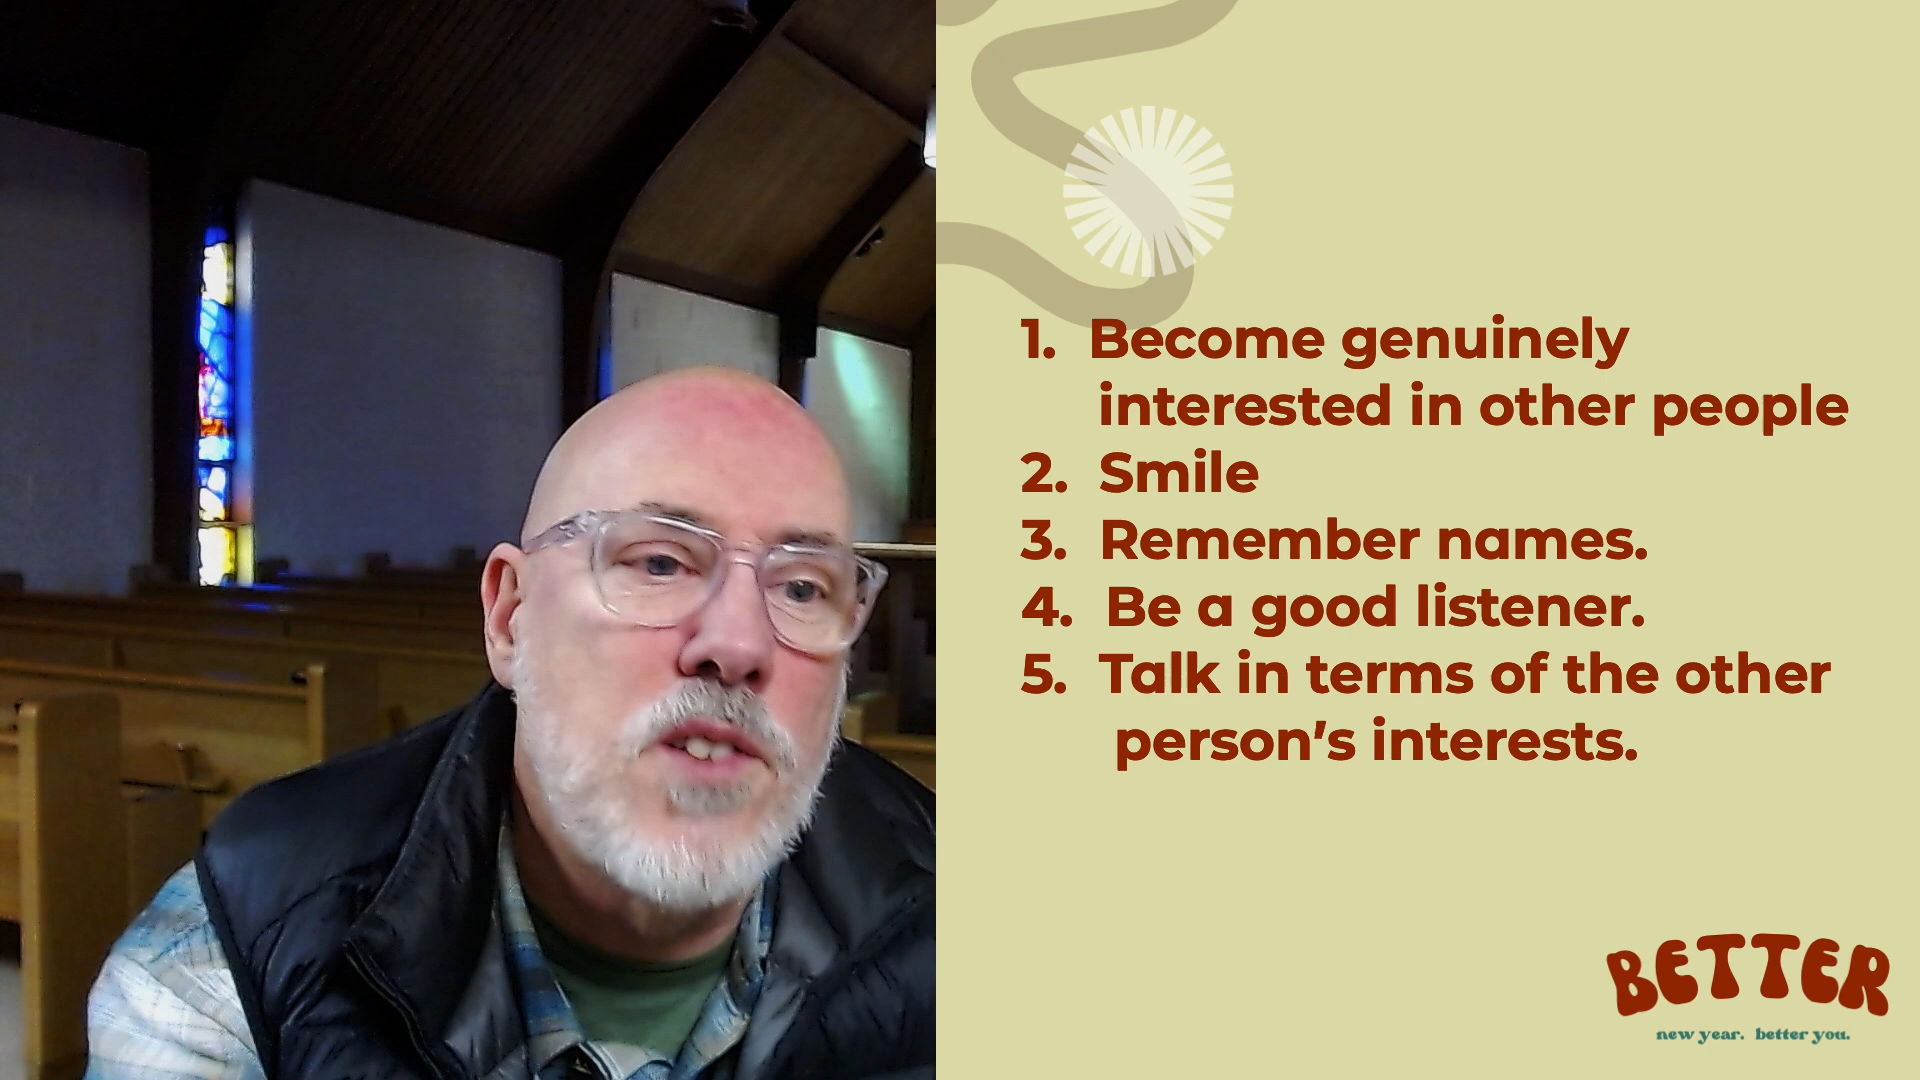 1. Become genuinely
interested in other people
2. Smile
3. Remember names.
4. Be a good listener.
5. Talk in terms of the other
person's interests.
BETTER
new year. better you.